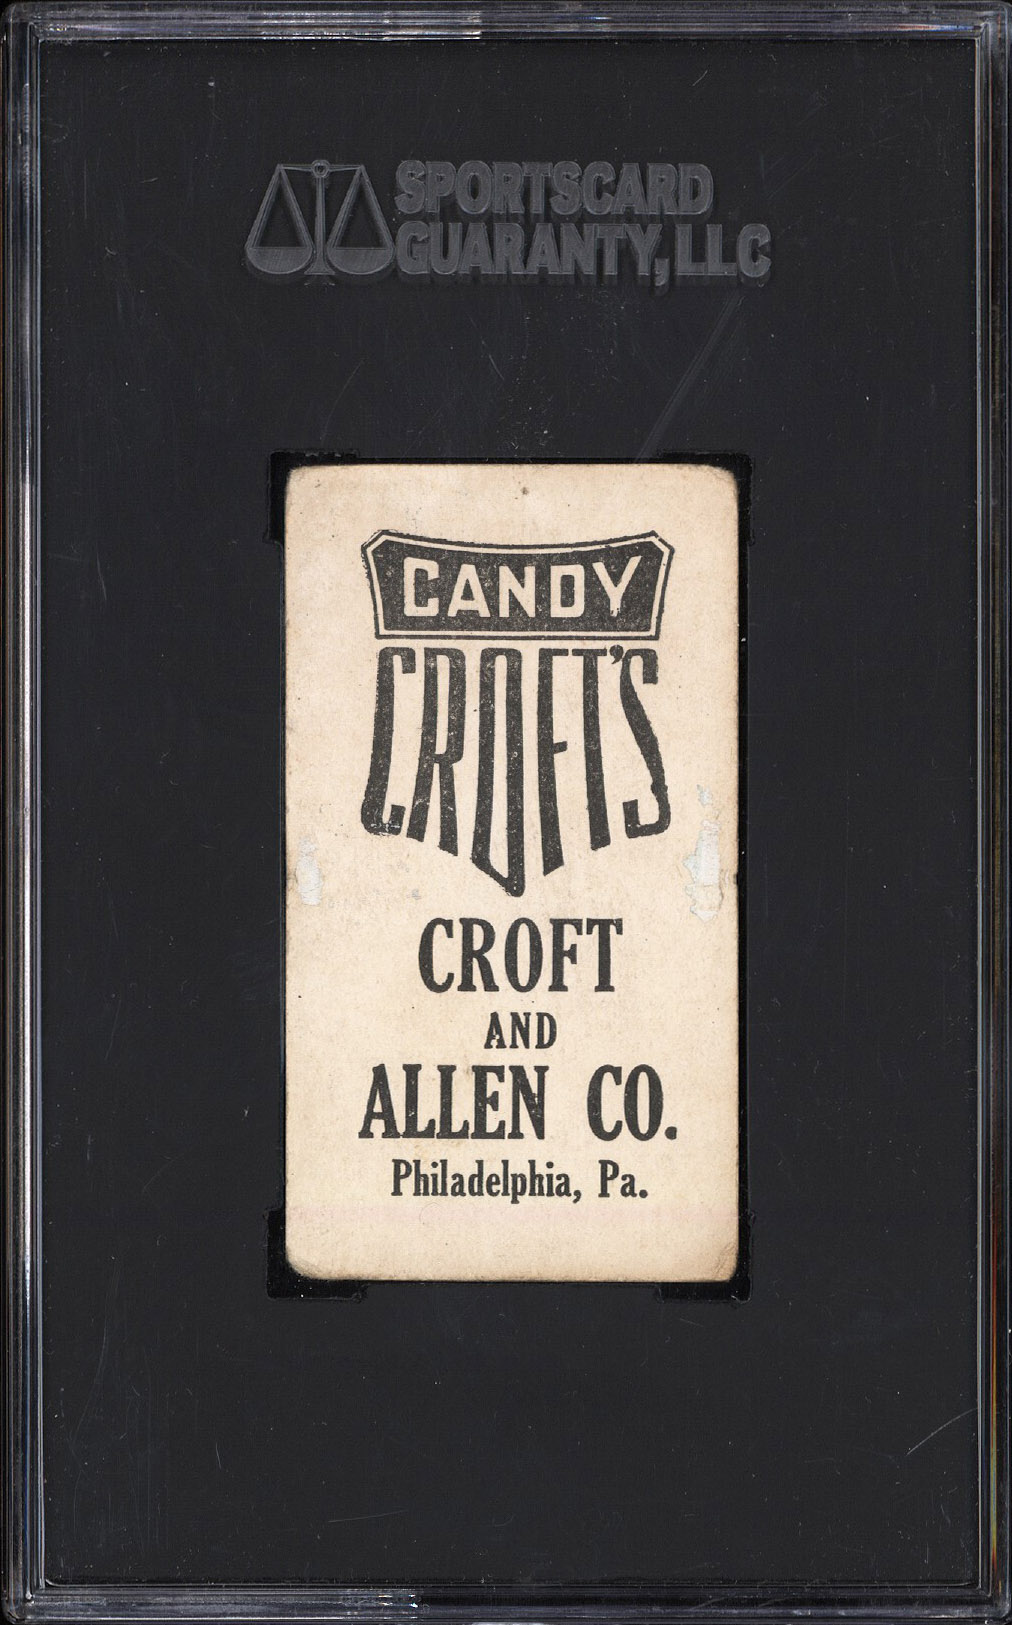 SPORTSCARD
GUARANTY, LLC
CANDY
CROFT'S
CROFT
AND
ALLEN CO.
Philadelphia, Pa.